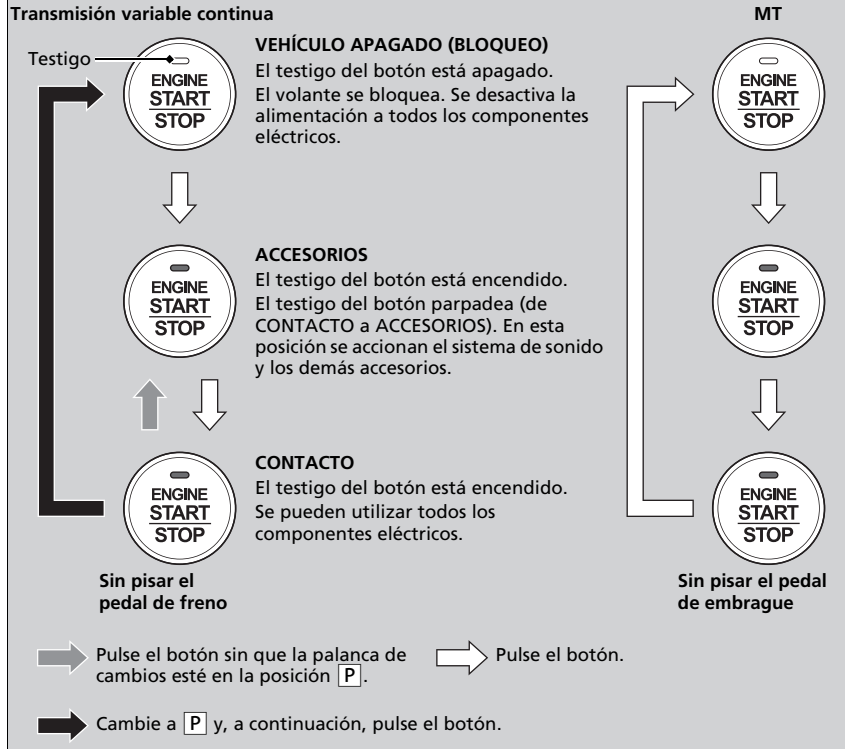 Transmisión variable continua
MT
Testigo
ENGINE
START
STOP
VEHÍCULO APAGADO (BLOQUEO)
El testigo del botón está apagado.
El volante se bloquea. Se desactiva la
alimentación a todos los componentes
eléctricos.
ENGINE
START
STOP
ENGINE
START
STOP
ACCESORIOS
El testigo del botón está encendido.
El testigo del botón parpadea (de
CONTACTO a ACCESORIOS). En esta
posición se accionan el sistema de sonido
y los demás accesorios.
ENGINE
START
STOP
ENGINE
START
STOP
CONTACTO
El testigo del botón está encendido.
Se pueden utilizar todos los
componentes eléctricos.
ENGINE
START
STOP
Sin pisar el
pedal de freno
Sin pisar el pedal
de embrague
Pulse el botón sin que la palanca de
cambios esté en la posición P.
Pulse el botón.
Cambie a P y, a continuación, pulse el botón.